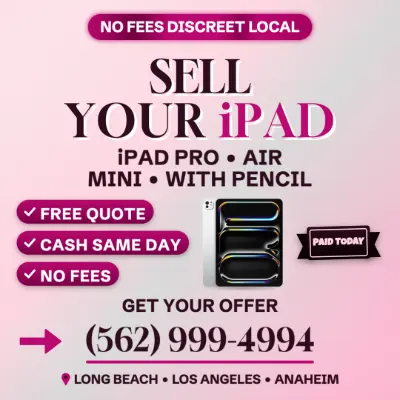 NO FEES DISCREET LOCAL
SELL
YOUR iPAD
iPAD PRO • AIR
MINI • WITH PENCIL
✓ FREE QUOTE
✓ CASH SAME DAY
✓ NO FEES
PAID TODAY
GET YOUR OFFER
(562) 999-4994
LONG BEACH • LOS ANGELES • ANAHEIM